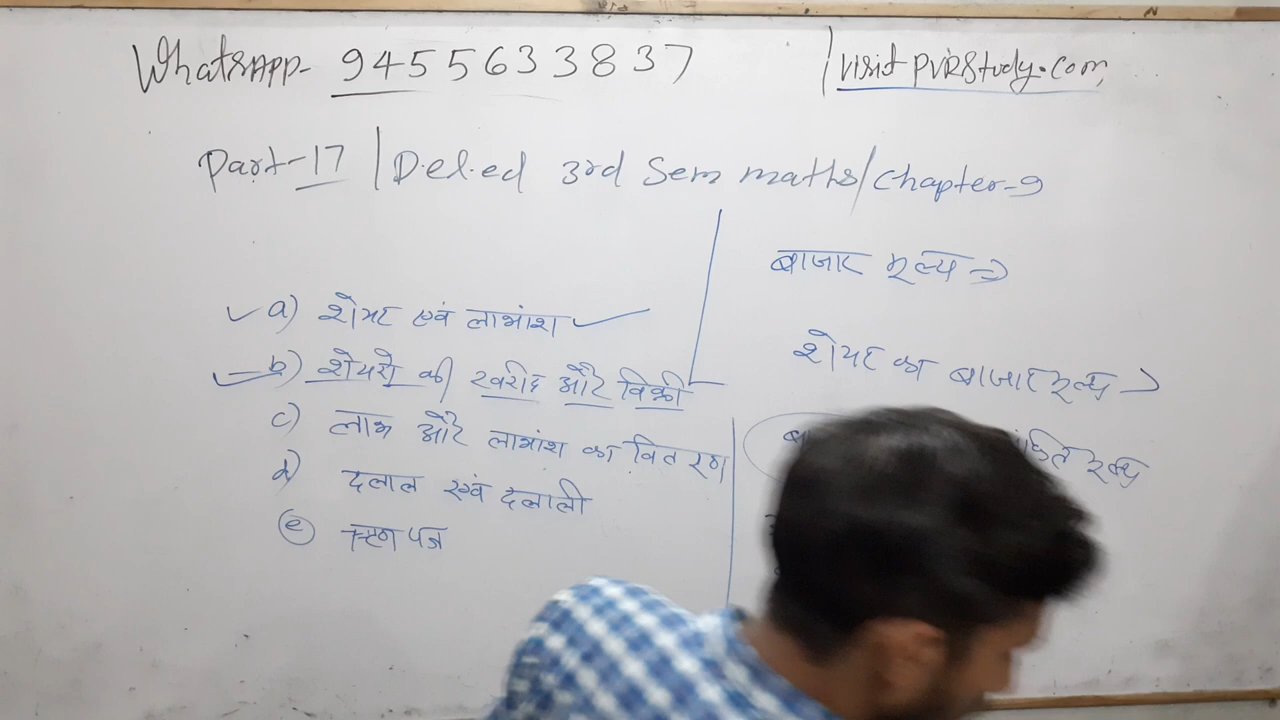 WhatsAPP- 9455633837 | visit PVRStudy.com,
Part-17 | D.el.ed 3rd Sem maths/chapter-9
a) शेयर एवं लाभांश
b) शेयरो की खरीद और विक्री
c) लाभ और लाभांश का वितरण
d) दलाल एवं दलाली
e) ऋण पत्र
बाजार मूल्य ⇒
शेयर का बाजार मूल्य >
मूल्य